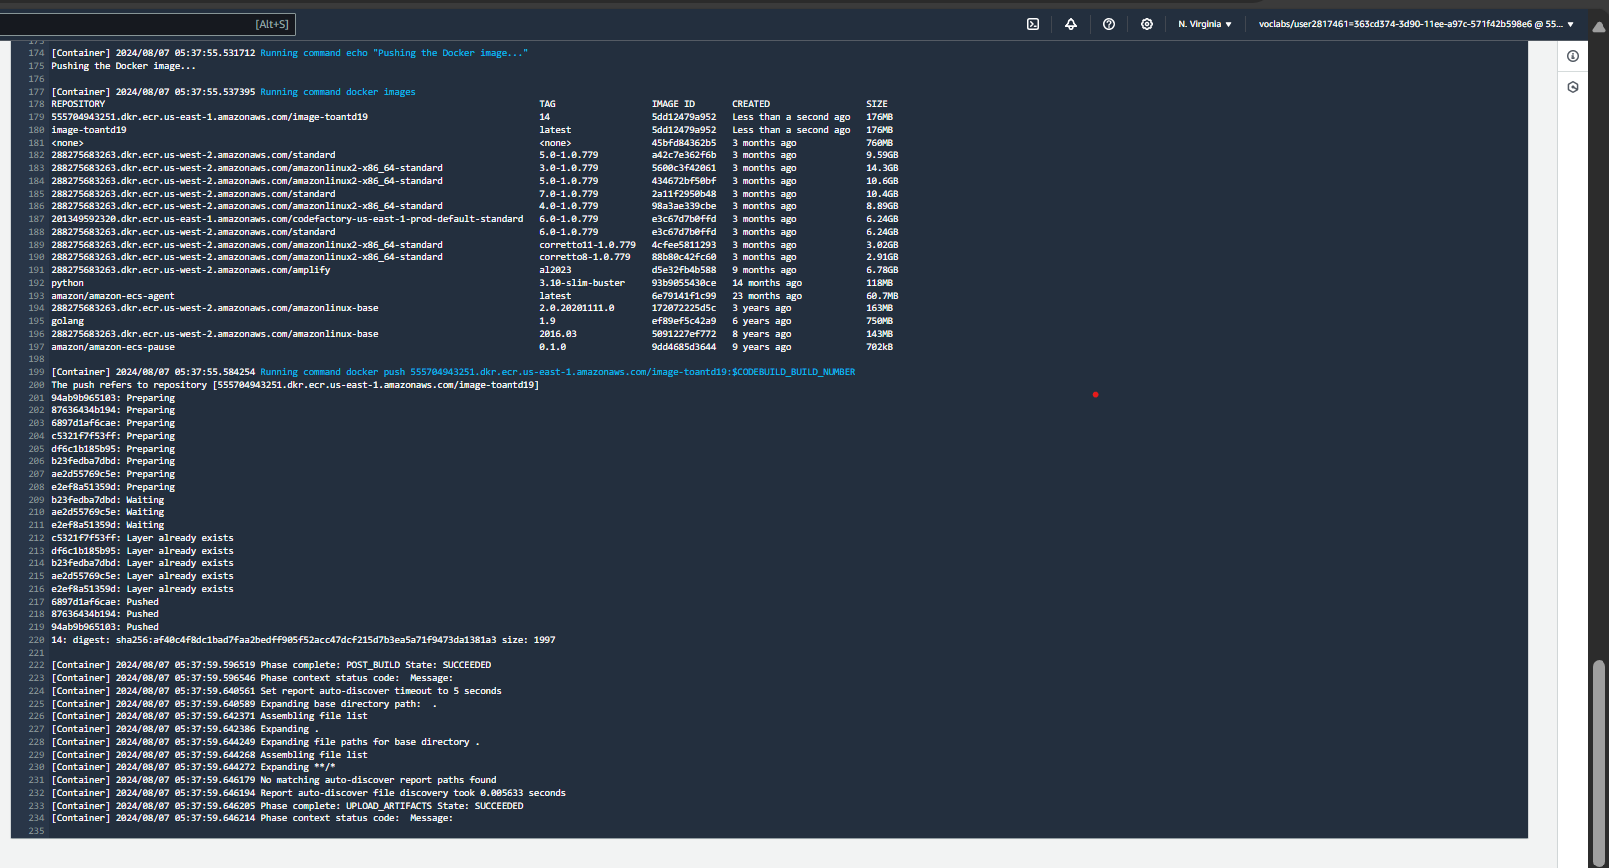 [Alt+S] N. Virginia ▼ voclabs/user2817461=363cd374-3d90-11ee-a97c-571f42b598e6 @ 55... ▼
173
174 [Container] 2024/08/07 05:37:55.531712 Running command echo "Pushing the Docker image..."
175 Pushing the Docker image...
176
177 [Container] 2024/08/07 05:37:55.537395 Running command docker images
178 REPOSITORY TAG IMAGE ID CREATED SIZE
179 555704943251.dkr.ecr.us-east-1.amazonaws.com/image-toantd19 14 5dd12479a952 Less than a second ago 176MB
180 image-toantd19 latest 5dd12479a952 Less than a second ago 176MB
181 <none> <none> 45bfd84362b5 3 months ago 760MB
182 288275683263.dkr.ecr.us-west-2.amazonaws.com/standard 5.0-1.0.779 a42c7e362f6b 3 months ago 9.59GB
183 288275683263.dkr.ecr.us-west-2.amazonaws.com/amazonlinux2-x86_64-standard 3.0-1.0.779 5600c3f42061 3 months ago 14.3GB
184 288275683263.dkr.ecr.us-west-2.amazonaws.com/amazonlinux2-x86_64-standard 5.0-1.0.779 434672bf50bf 3 months ago 10.6GB
185 288275683263.dkr.ecr.us-west-2.amazonaws.com/standard 7.0-1.0.779 2a11f2950b48 3 months ago 10.4GB
186 288275683263.dkr.ecr.us-west-2.amazonaws.com/amazonlinux2-x86_64-standard 4.0-1.0.779 98a3ae339cbe 3 months ago 8.89GB
187 201349592320.dkr.ecr.us-east-1.amazonaws.com/codefactory-us-east-1-prod-default-standard 6.0-1.0.779 e3c67d7b0ffd 3 months ago 6.24GB
188 288275683263.dkr.ecr.us-west-2.amazonaws.com/standard 6.0-1.0.779 e3c67d7b0ffd 3 months ago 6.24GB
189 288275683263.dkr.ecr.us-west-2.amazonaws.com/amazonlinux2-x86_64-standard corretto11-1.0.779 4cfee5811293 3 months ago 3.02GB
190 288275683263.dkr.ecr.us-west-2.amazonaws.com/amazonlinux2-x86_64-standard corretto8-1.0.779 88b80c42fc60 3 months ago 2.91GB
191 288275683263.dkr.ecr.us-west-2.amazonaws.com/amplify al2023 d5e32fb4b588 9 months ago 6.78GB
192 python 3.10-slim-buster 93b9055430ce 14 months ago 118MB
193 amazon/amazon-ecs-agent latest 6e79141f1c99 23 months ago 60.7MB
194 288275683263.dkr.ecr.us-west-2.amazonaws.com/amazonlinux-base 2.0.20201111.0 172072225d5c 3 years ago 163MB
195 golang 1.9 ef89ef5c42a9 6 years ago 750MB
196 288275683263.dkr.ecr.us-west-2.amazonaws.com/amazonlinux-base 2016.03 5091227ef772 8 years ago 143MB
197 amazon/amazon-ecs-pause 0.1.0 9dd4685d3644 9 years ago 702kB
198
199 [Container] 2024/08/07 05:37:55.584254 Running command docker push 555704943251.dkr.ecr.us-east-1.amazonaws.com/image-toantd19:$CODEBUILD_BUILD_NUMBER
200 The push refers to repository [555704943251.dkr.ecr.us-east-1.amazonaws.com/image-toantd19]
201 94ab9b965103: Preparing
202 87636434b194: Preparing
203 6897d1af6cae: Preparing
204 c5321f7f53ff: Preparing
205 df6c1b185b95: Preparing
206 b23fedba7dbd: Preparing
207 ae2d55769c5e: Preparing
208 e2ef8a51359d: Preparing
209 b23fedba7dbd: Waiting
210 ae2d55769c5e: Waiting
211 e2ef8a51359d: Waiting
212 c5321f7f53ff: Layer already exists
213 df6c1b185b95: Layer already exists
214 b23fedba7dbd: Layer already exists
215 ae2d55769c5e: Layer already exists
216 e2ef8a51359d: Layer already exists
217 6897d1af6cae: Pushed
218 87636434b194: Pushed
219 94ab9b965103: Pushed
220 14: digest: sha256:af40c4f8dc1bad7faa2bedff905f52acc47dcf215d7b3ea5a71f9473da1381a3 size: 1997
221
222 [Container] 2024/08/07 05:37:59.596519 Phase complete: POST_BUILD State: SUCCEEDED
223 [Container] 2024/08/07 05:37:59.596546 Phase context status code: Message:
224 [Container] 2024/08/07 05:37:59.640561 Set report auto-discover timeout to 5 seconds
225 [Container] 2024/08/07 05:37:59.640589 Expanding base directory path: .
226 [Container] 2024/08/07 05:37:59.642371 Assembling file list
227 [Container] 2024/08/07 05:37:59.642386 Expanding .
228 [Container] 2024/08/07 05:37:59.644249 Expanding file paths for base directory .
229 [Container] 2024/08/07 05:37:59.644268 Assembling file list
230 [Container] 2024/08/07 05:37:59.644272 Expanding **/*
231 [Container] 2024/08/07 05:37:59.646179 No matching auto-discover report paths found
232 [Container] 2024/08/07 05:37:59.646194 Report auto-discover file discovery took 0.005633 seconds
233 [Container] 2024/08/07 05:37:59.646205 Phase complete: UPLOAD_ARTIFACTS State: SUCCEEDED
234 [Container] 2024/08/07 05:37:59.646214 Phase context status code: Message:
235